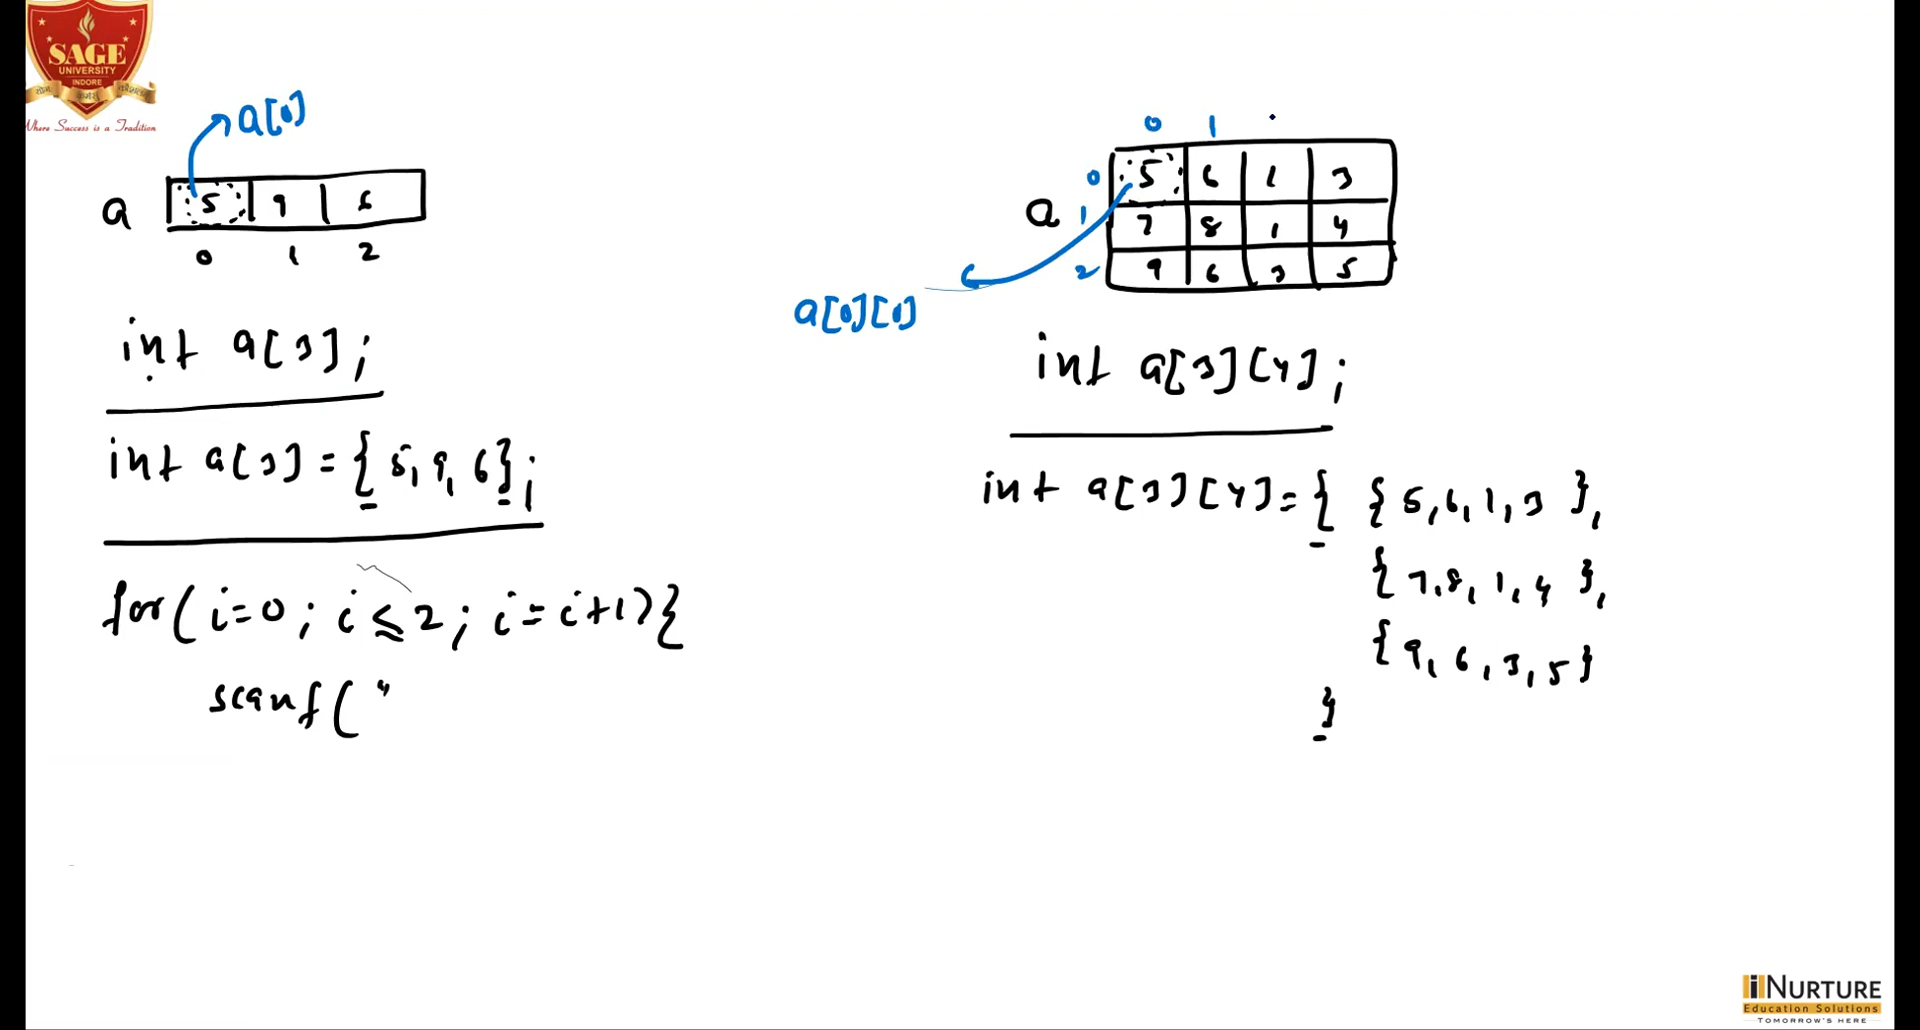 SAGE
UNIVERSITY
INDORE
Where Success is a Tradition
a[0]
a 5 9 6
0 1 2
int a[3];
int a[3]={5,9,6};
for(i=0; i≤2; i=i+1){
scanf("
0 1
0 5 6 1 3
a 1 7 8 1 4
2 9 6 3 5
a[0][0]
int a[3][4];
int a[3][4]={ {5,6,1,3},
{7,8,1,4},
{9,6,3,5}
}
iNURTURE
Education Solutions
TOMORROW'S HERE